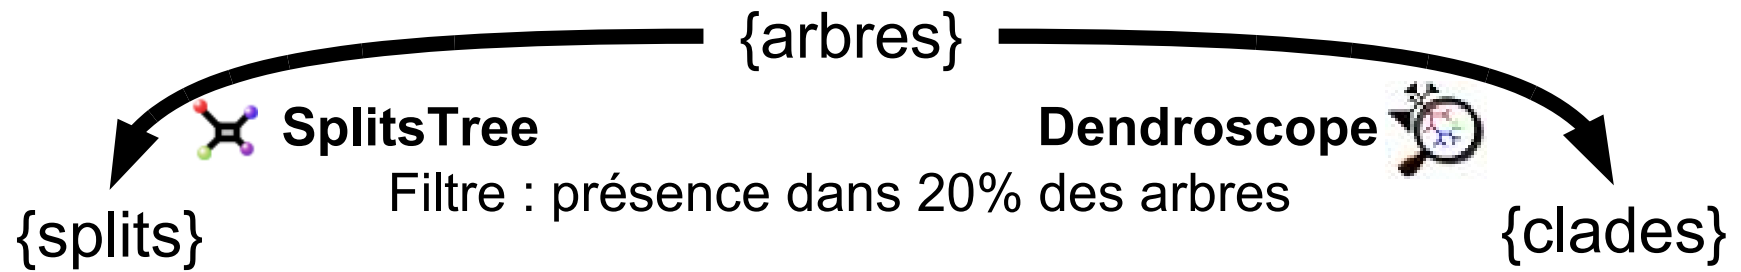 {arbres}
SplitsTree Dendroscope
Filtre : présence dans 20% des arbres
{splits} {clades}